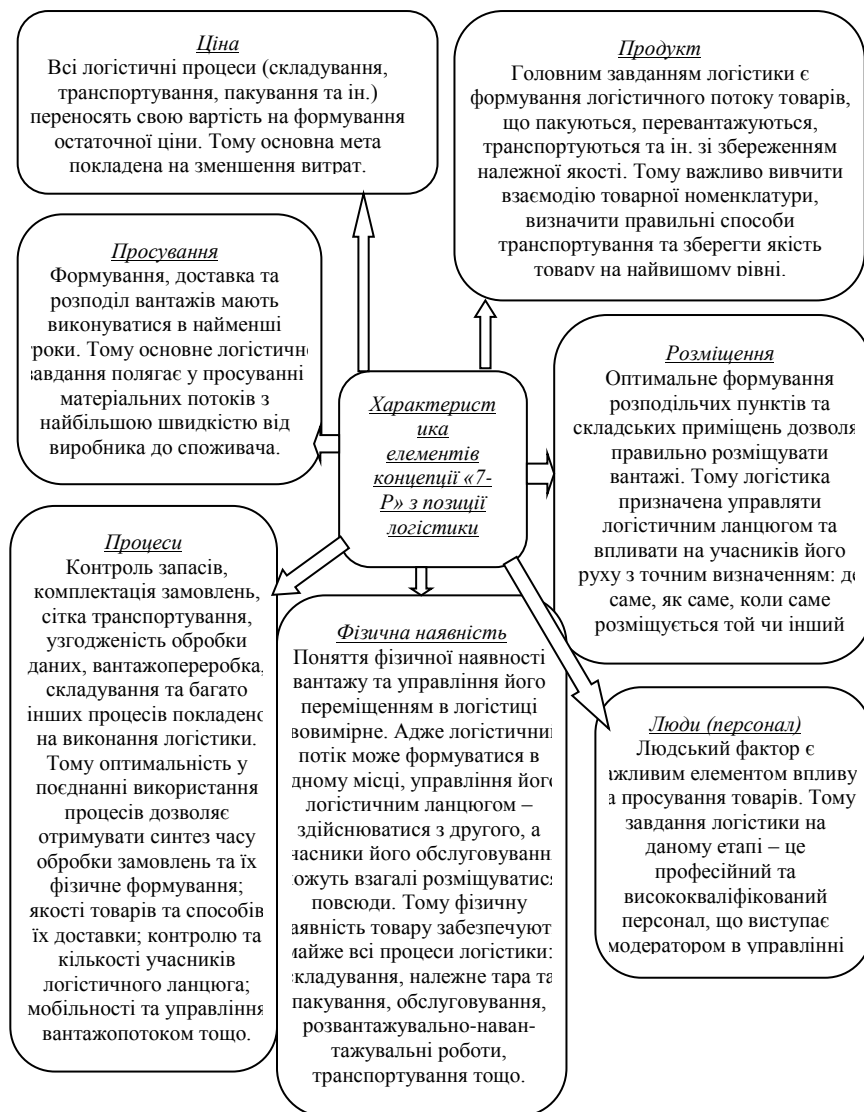 Ціна
Всі логістичні процеси (складування,
транспортування, пакування та ін.)
переносять свою вартість на формування
остаточної ціни. Тому основна мета
покладена на зменшення витрат.
Продукт
Головним завданням логістики є
формування логістичного потоку товарів,
що пакуються, перевантажуються,
транспортуються та ін. зі збереженням
належної якості. Тому важливо вивчити
взаємодію товарної номенклатури,
визначити правильні способи
транспортування та зберегти якість
товару на найвищому рівні.
Просування
Формування, доставка та
розподіл вантажів мають
виконуватися в найменші
троки. Тому основне логістичн
завдання полягає у просуванні
матеріальних потоків з
найбільшою швидкістю від
виробника до споживача.
Характерист
ика
елементів
концепції «7-
Р» з позиції
логістики
Розміщення
Оптимальне формування
розподільчих пунктів та
складських приміщень дозволя
правильно розміщувати
вантажі. Тому логістика
призначена управляти
логістичним ланцюгом та
впливати на учасників його
руху з точним визначенням: де
саме, як саме, коли саме
розміщується той чи інший
Процеси
Контроль запасів,
комплектація замовлень,
сітка транспортування,
узгодженість обробки
даних, вантажопереробка,
складування та багато
інших процесів покладено
на виконання логістики.
Тому оптимальність у
поєднанні використання
процесів дозволяє
отримувати синтез часу
обробки замовлень та їх
фізичне формування;
якості товарів та способів
їх доставки; контролю та
кількості учасників
логістичного ланцюга;
мобільності та управління
вантажопотоком тощо.
Фізична наявність
Поняття фізичної наявності
вантажу та управління його
переміщенням в логістиці
вовимірне. Адже логістични
потік може формуватися в
дному місці, управління його
логістичним ланцюгом –
здійснюватися з другого, а
часники його обслуговуванн
ожуть взагалі розміщуватися
повсюди. Тому фізичну
аявність товару забезпечують
майже всі процеси логістики:
складування, належне тара та
пакування, обслуговування,
розвантажувально-наван-
тажувальні роботи,
транспортування тощо.
Люди (персонал)
Людський фактор є
ажливим елементом впливу
а просування товарів. Тому
завдання логістики на
даному етапі – це
професійний та
висококваліфікований
персонал, що виступає
модератором в управлінні